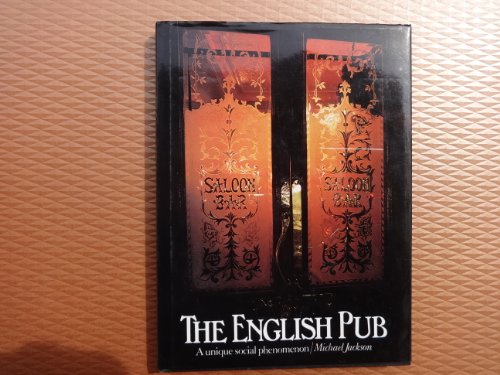 SALOON SALOON
BAR BAR
THE ENGLISH PUB
A unique social phenomenon / Michael Jackson